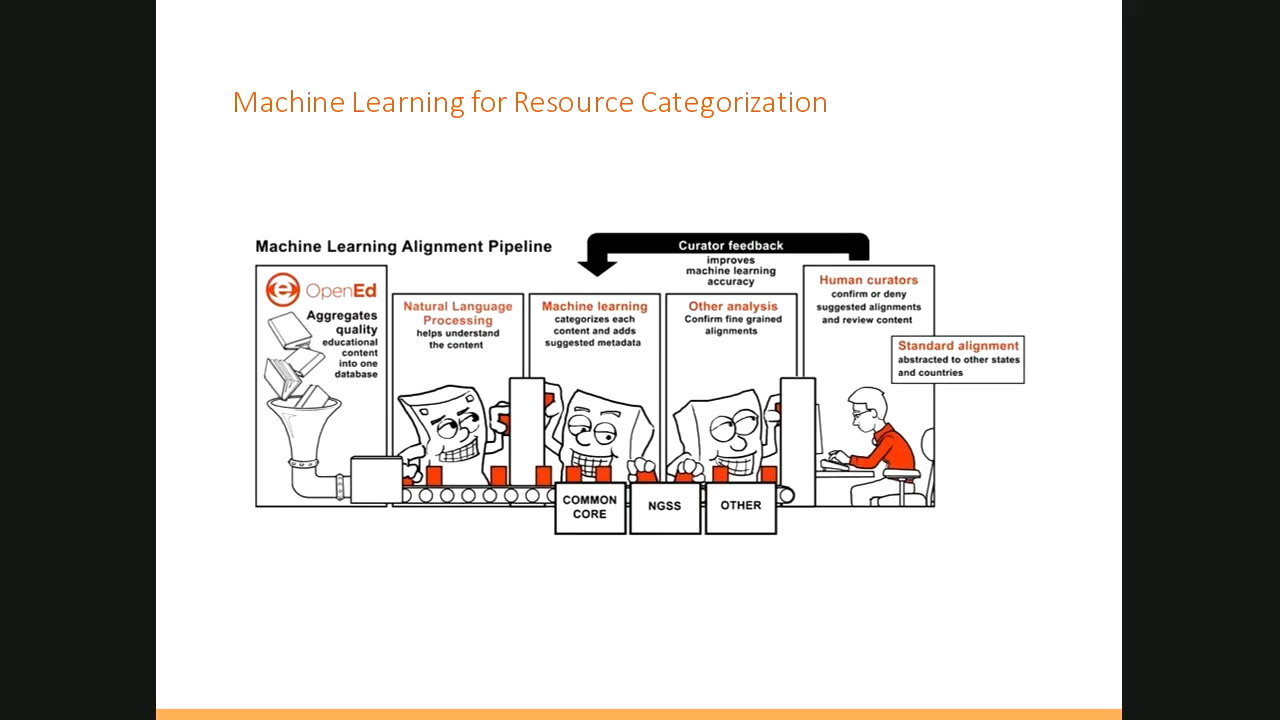 Machine Learning for Resource Categorization
Machine Learning Alignment Pipeline
Curator feedback
improves
machine learning
accuracy
OpenEd
Aggregates
quality
educational
content
into one
database
Natural Language
Processing
helps understand
the content
Machine learning
categorizes each
content and adds
suggested metadata
Other analysis
Confirm fine grained
alignments
Human curators
confirm or deny
suggested alignments
and review content
Standard alignment
abstracted to other states
and countries
COMMON
CORE
NGSS
OTHER